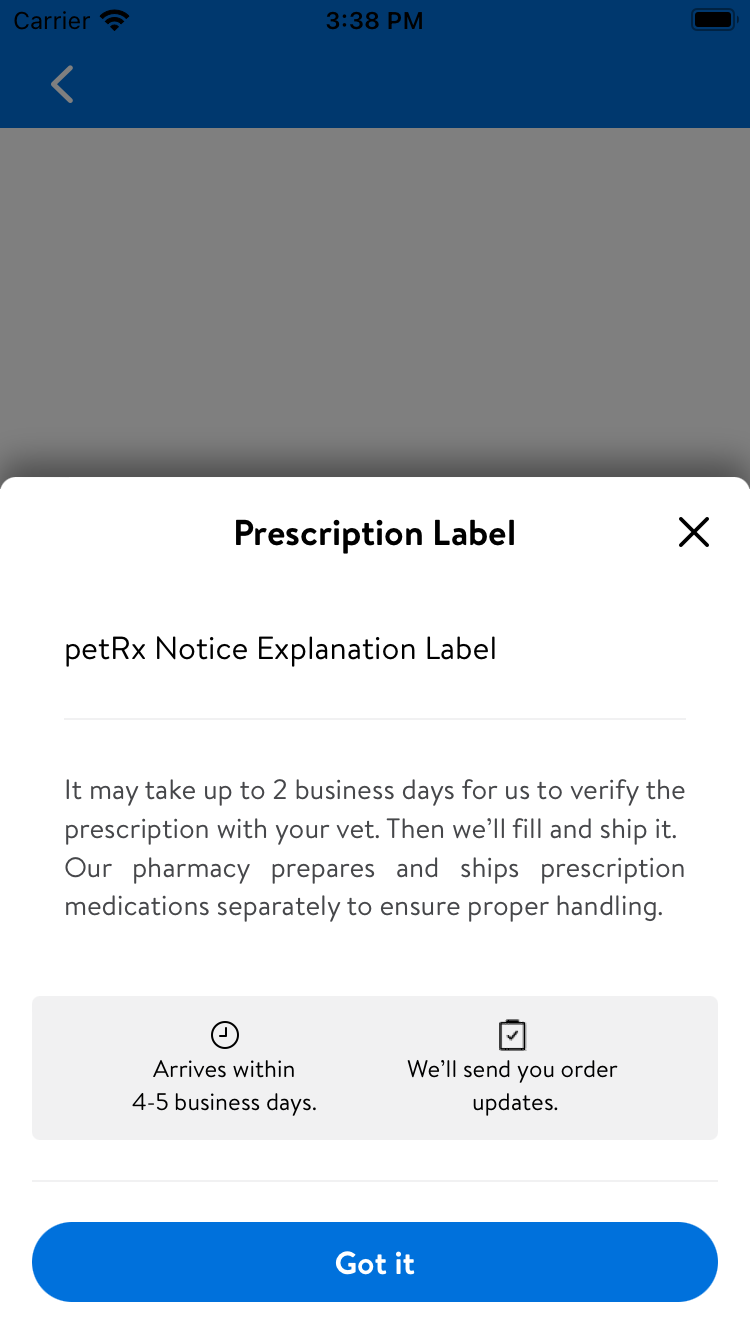 Carrier
3:38 PM
Prescription Label
petRx Notice Explanation Label
It may take up to 2 business days for us to verify the
prescription with your vet. Then we’ll fill and ship it.
Our pharmacy prepares and ships prescription
medications separately to ensure proper handling.
Arrives within
4-5 business days.
We’ll send you order
updates.
Got it